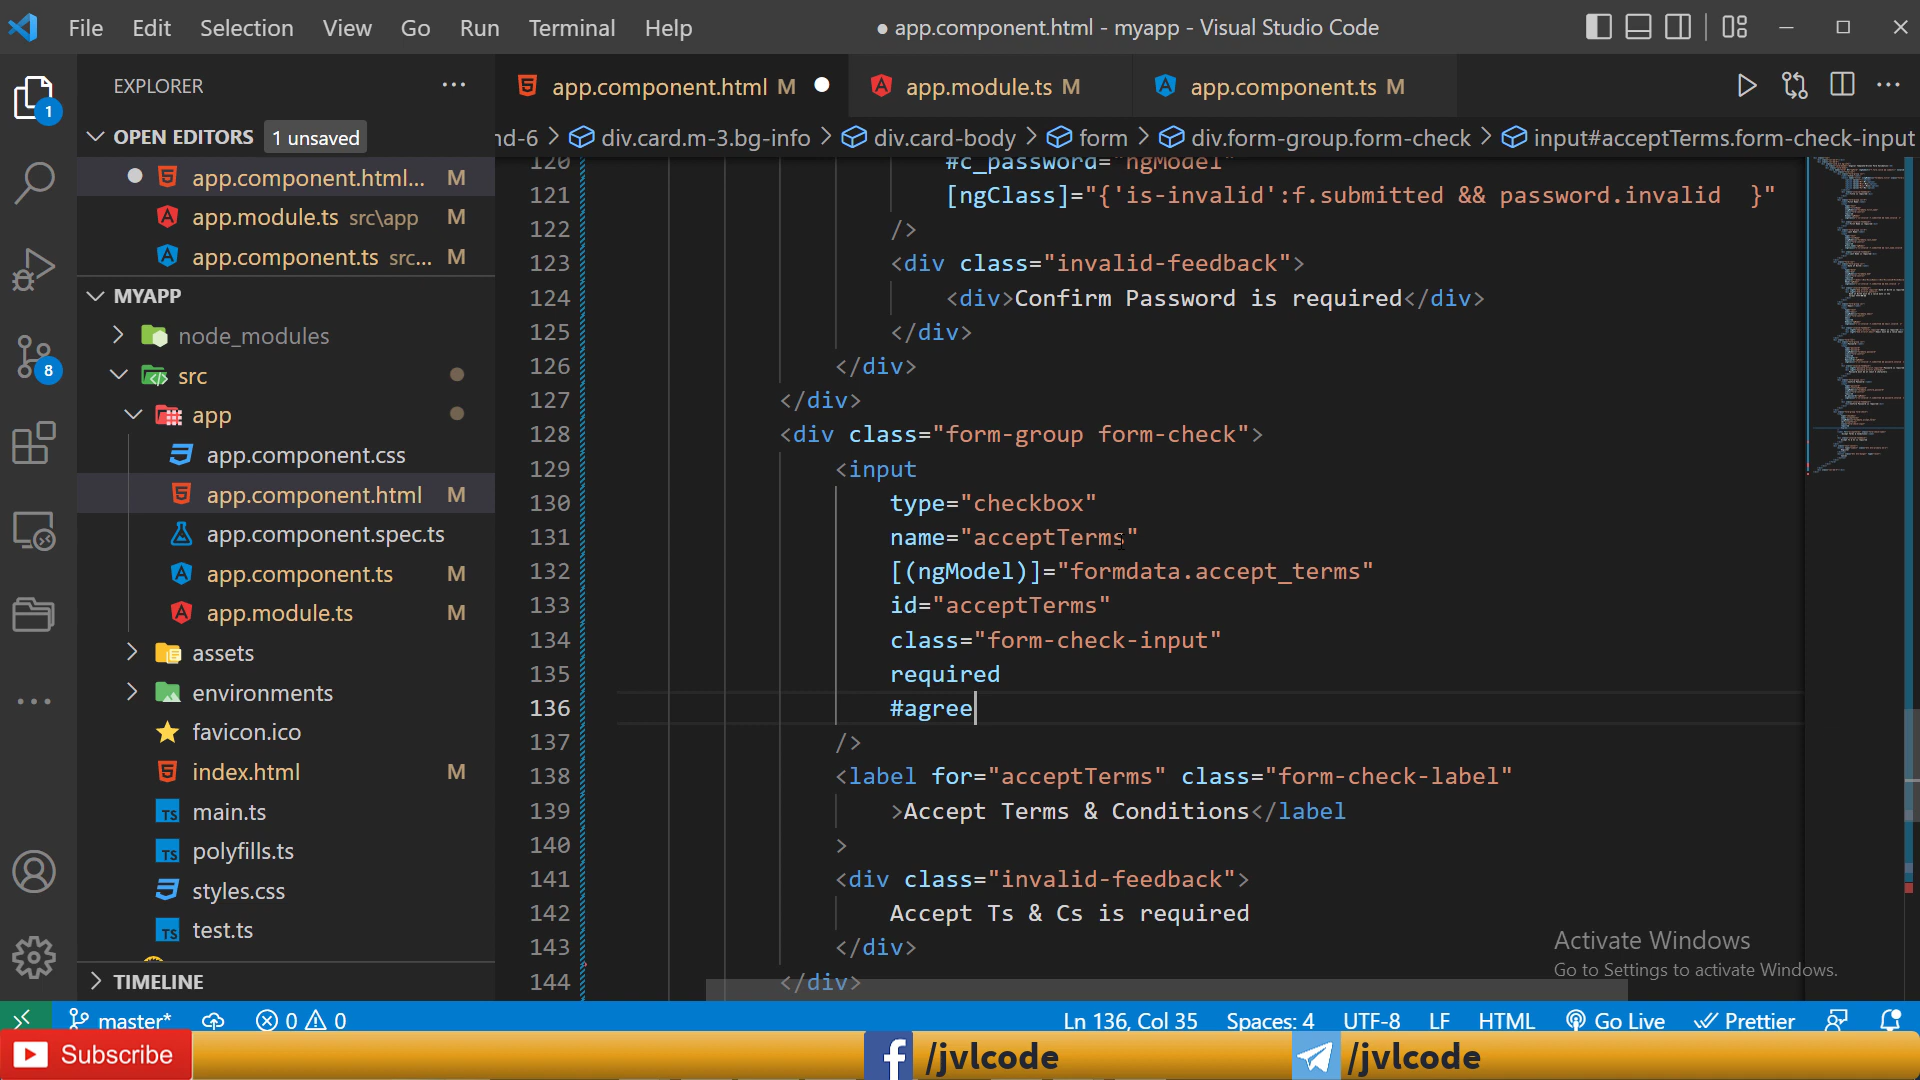 File Edit Selection View Go Run Terminal Help
● app.component.html - myapp - Visual Studio Code
EXPLORER
1
app.component.html M
app.module.ts M
app.component.ts M
OPEN EDITORS 1 unsaved
nd-6 > div.card.m-3.bg-info > div.card-body > form > div.form-group.form-check > input#acceptTerms.form-check-input
app.component.html... M
app.module.ts src\app M
app.component.ts src... M
MYAPP
node_modules
src
8
app
app.component.css
app.component.html M
app.component.spec.ts
app.component.ts M
app.module.ts M
assets
environments
favicon.ico
index.html M
main.ts
polyfills.ts
styles.css
test.ts
TIMELINE
120 #c_password="ngModel"
121 [ngClass]="{'is-invalid':f.submitted && password.invalid  }"
122 />
123 <div class="invalid-feedback">
124 <div>Confirm Password is required</div>
125 </div>
126 </div>
127 </div>
128 <div class="form-group form-check">
129 <input
130 type="checkbox"
131 name="acceptTerms"
132 [(ngModel)]="formdata.accept_terms"
133 id="acceptTerms"
134 class="form-check-input"
135 required
136 #agree
137 />
138 <label for="acceptTerms" class="form-check-label"
139 >Accept Terms & Conditions</label
140 >
141 <div class="invalid-feedback">
142 Accept Ts & Cs is required
143 </div>
144 </div>
Activate Windows
Go to Settings to activate Windows.
master* 0 0 Ln 136, Col 35 Spaces: 4 UTF-8 LF HTML Go Live Prettier
Subscribe
/jvlcode
/jvlcode